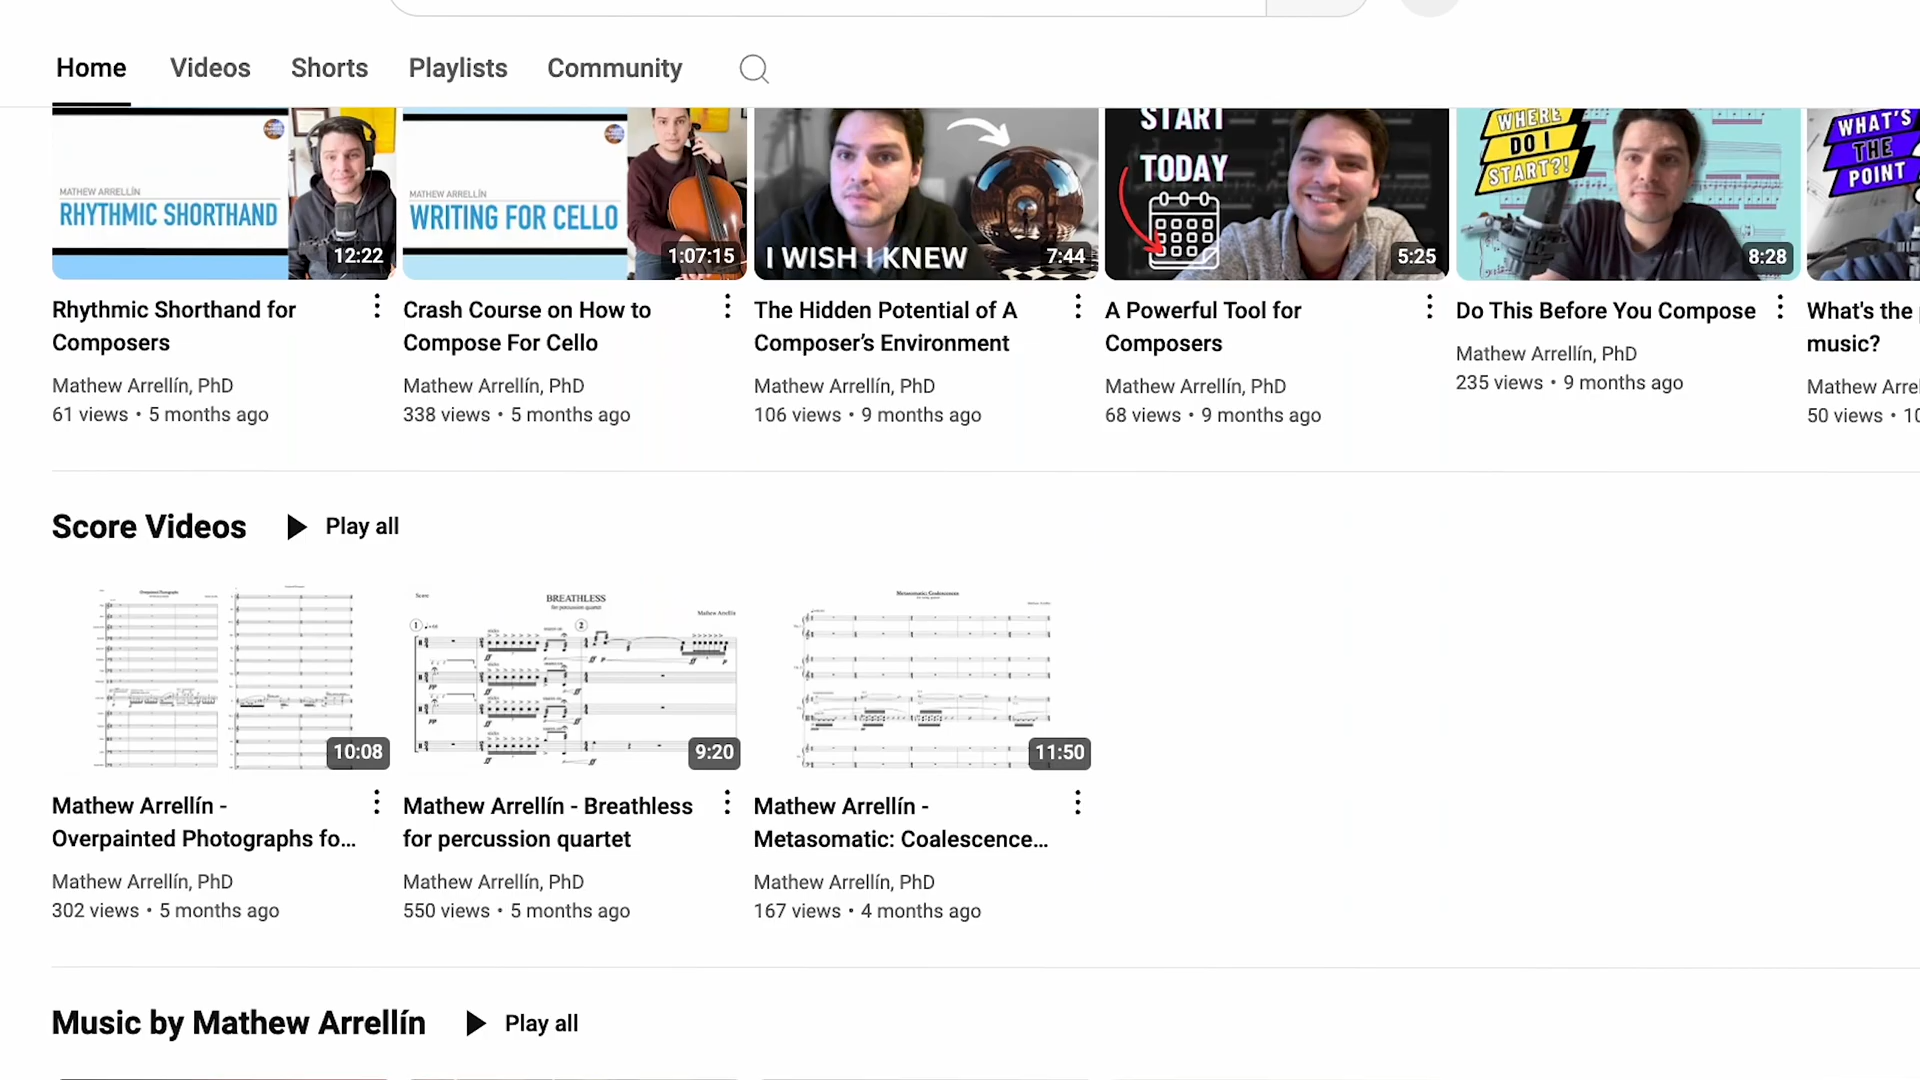 Home Videos Shorts Playlists Community
MATHEW ARRELLÍN
RHYTHMIC SHORTHAND
12:22
MATHEW ARRELLÍN
WRITING FOR CELLO
1:07:15
I WISH I KNEW
7:44
START
TODAY
5:25
WHERE
DO I
START?!
8:28
WHAT'S
THE
POINT
Rhythmic Shorthand for
Composers
Mathew Arrellín, PhD
61 views • 5 months ago
Crash Course on How to
Compose For Cello
Mathew Arrellín, PhD
338 views • 5 months ago
The Hidden Potential of A
Composer’s Environment
Mathew Arrellín, PhD
106 views • 9 months ago
A Powerful Tool for
Composers
Mathew Arrellín, PhD
68 views • 9 months ago
Do This Before You Compose
Mathew Arrellín, PhD
235 views • 9 months ago
What's the
music?
Mathew
50 views •
Score Videos Play all
10:08
Score
BREATHLESS
for percussion quartet
Mathew Arrellín
9:20
Metasomatic: Coalescence
11:50
Mathew Arrellín -
Overpainted Photographs fo...
Mathew Arrellín, PhD
302 views • 5 months ago
Mathew Arrellín - Breathless
for percussion quartet
Mathew Arrellín, PhD
550 views • 5 months ago
Mathew Arrellín -
Metasomatic: Coalescence...
Mathew Arrellín, PhD
167 views • 4 months ago
Music by Mathew Arrellín Play all